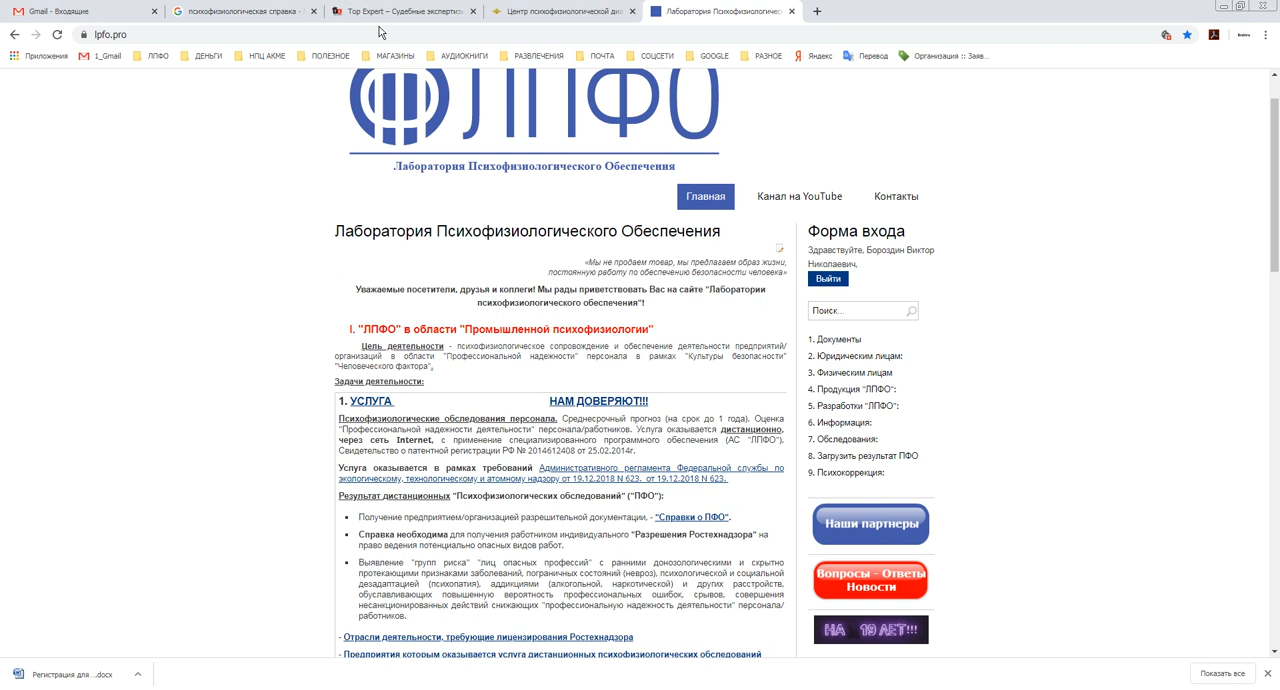 Gmail - Входящие
психофизиологическая справка -
Top Expert – Судебные экспертизы
Центр психофизиологической ди
Лаборатория Психофизиологичес
lpfo.pro
Приложения
1_Gmail
ЛПФО
ДЕНЬГИ
НПЦ АКМЕ
ПОЛЕЗНОЕ
МАГАЗИНЫ
АУДИОКНИГИ
РАЗВЛЕЧЕНИЯ
ПОЧТА
СОЦСЕТИ
GOOGLE
РАЗНОЕ
Яндекс
Перевод
Организация :: Заяв...
ЛПФО
Лаборатория Психофизиологического Обеспечения
Главная
Канал на YouTube
Контакты
Лаборатория Психофизиологического Обеспечения
«Мы не продаем товар, мы предлагаем образ жизни,
постоянную работу по обеспечению безопасности человека»
Уважаемые посетители, друзья и коллеги! Мы рады приветствовать Вас на сайте "Лаборатории
психофизиологического обеспечения"!
I. "ЛПФО" в области "Промышленной психофизиологии"
Цель деятельности - психофизиологическое сопровождение и обеспечение деятельности предприятий/
организаций в области "Профессиональной надежности" персонала в рамках "Культуры безопасности"
"Человеческого фактора".
Задачи деятельности:
1. УСЛУГА НАМ ДОВЕРЯЮТ!!!
Психофизиологические обследования персонала. Среднесрочный прогноз (на срок до 1 года). Оценка
"Профессиональной надежности деятельности" персонала/работников. Услуга оказывается дистанционно,
через сеть Internet, с применение специализированного программного обеспечения (АС "ЛПФО").
Свидетельство о патентной регистрации РФ № 2014612408 от 25.02.2014г.
Услуга оказывается в рамках требований Административного регламента Федеральной службы по
экологическому, технологическому и атомному надзору от 19.12.2018 N 623. от 19.12.2018 N 623.
Результат дистанционных "Психофизиологических обследований" ("ПФО"):
Получение предприятием/организацией разрешительной документации, - "Справки о ПФО".
Справка необходима для получения работником индивидуального "Разрешения Ростехнадзора" на
право ведения потенциально опасных видов работ.
Выявление "групп риска" "лиц опасных профессий" с ранними донозологическими и скрытно
протекающими признаками заболеваний, пограничных состояний (невроз), психологической и социальной
дезадаптацией (психопатия), аддикциями (алкогольной, наркотической) и других расстройств,
обуславливающих повышенную вероятность профессиональных ошибок, срывов, совершения
несанкционированных действий снижающих "профессиональную надежность деятельности" персонала/
работников.
- Отрасли деятельности, требующие лицензирования Ростехнадзора
- Предприятия которым оказывается услуга дистанционных психофизиологических обследований
Форма входа
Здравствуйте, Бороздин Виктор
Николаевич,
Выйти
Поиск...
1. Документы
2. Юридическим лицам:
3. Физическим лицам
4. Продукция "ЛПФО":
5. Разработки "ЛПФО":
6. Информация:
7. Обследования:
8. Загрузить результат ПФО
9. Психокоррекция:
Наши партнеры
Вопросы - Ответы
Новости
НА 19 ЛЕТ!!!
Регистрация для....docx
Показать все